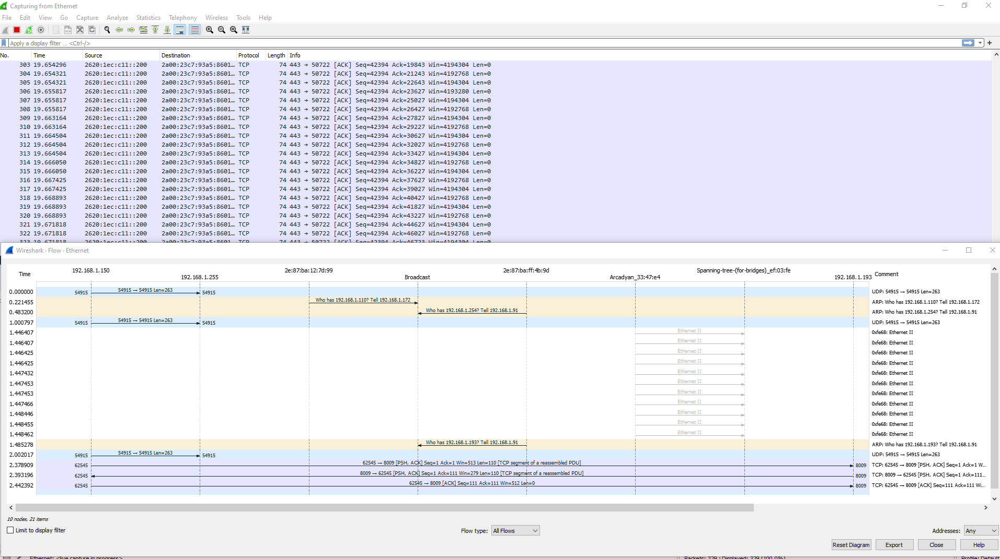 Capturing from Ethernet
File Edit View Go Capture Analyze Statistics Telephony Wireless Tools Help
Apply a display filter ... <Ctrl-/>
No. Time Source Destination Protocol Length Info
303 19.654296 2620:1ec:c11::200 2a00:23c7:93a5:8601… TCP 74 443 → 50722 [ACK] Seq=42394 Ack=19843 Win=4194304 Len=0
304 19.654321 2620:1ec:c11::200 2a00:23c7:93a5:8601… TCP 74 443 → 50722 [ACK] Seq=42394 Ack=21243 Win=4192768 Len=0
305 19.654321 2620:1ec:c11::200 2a00:23c7:93a5:8601… TCP 74 443 → 50722 [ACK] Seq=42394 Ack=22643 Win=4194304 Len=0
306 19.655817 2620:1ec:c11::200 2a00:23c7:93a5:8601… TCP 74 443 → 50722 [ACK] Seq=42394 Ack=23627 Win=4193280 Len=0
307 19.655817 2620:1ec:c11::200 2a00:23c7:93a5:8601… TCP 74 443 → 50722 [ACK] Seq=42394 Ack=25027 Win=4194304 Len=0
308 19.655817 2620:1ec:c11::200 2a00:23c7:93a5:8601… TCP 74 443 → 50722 [ACK] Seq=42394 Ack=26427 Win=4192768 Len=0
309 19.663164 2620:1ec:c11::200 2a00:23c7:93a5:8601… TCP 74 443 → 50722 [ACK] Seq=42394 Ack=27827 Win=4194304 Len=0
310 19.663164 2620:1ec:c11::200 2a00:23c7:93a5:8601… TCP 74 443 → 50722 [ACK] Seq=42394 Ack=29227 Win=4192768 Len=0
311 19.664504 2620:1ec:c11::200 2a00:23c7:93a5:8601… TCP 74 443 → 50722 [ACK] Seq=42394 Ack=30627 Win=4194304 Len=0
312 19.664504 2620:1ec:c11::200 2a00:23c7:93a5:8601… TCP 74 443 → 50722 [ACK] Seq=42394 Ack=32027 Win=4192768 Len=0
313 19.664504 2620:1ec:c11::200 2a00:23c7:93a5:8601… TCP 74 443 → 50722 [ACK] Seq=42394 Ack=33427 Win=4194304 Len=0
314 19.666050 2620:1ec:c11::200 2a00:23c7:93a5:8601… TCP 74 443 → 50722 [ACK] Seq=42394 Ack=34827 Win=4192768 Len=0
315 19.666050 2620:1ec:c11::200 2a00:23c7:93a5:8601… TCP 74 443 → 50722 [ACK] Seq=42394 Ack=36227 Win=4194304 Len=0
316 19.667425 2620:1ec:c11::200 2a00:23c7:93a5:8601… TCP 74 443 → 50722 [ACK] Seq=42394 Ack=37627 Win=4192768 Len=0
317 19.667425 2620:1ec:c11::200 2a00:23c7:93a5:8601… TCP 74 443 → 50722 [ACK] Seq=42394 Ack=39027 Win=4194304 Len=0
318 19.668893 2620:1ec:c11::200 2a00:23c7:93a5:8601… TCP 74 443 → 50722 [ACK] Seq=42394 Ack=40427 Win=4192768 Len=0
319 19.668893 2620:1ec:c11::200 2a00:23c7:93a5:8601… TCP 74 443 → 50722 [ACK] Seq=42394 Ack=41827 Win=4194304 Len=0
320 19.668893 2620:1ec:c11::200 2a00:23c7:93a5:8601… TCP 74 443 → 50722 [ACK] Seq=42394 Ack=43227 Win=4192768 Len=0
321 19.671818 2620:1ec:c11::200 2a00:23c7:93a5:8601… TCP 74 443 → 50722 [ACK] Seq=42394 Ack=44627 Win=4194304 Len=0
322 19.671818 2620:1ec:c11::200 2a00:23c7:93a5:8601… TCP 74 443 → 50722 [ACK] Seq=42394 Ack=46027 Win=4192768 Len=0
323 19.671818 2620:1ec:c11::200 2a00:23c7:93a5:8601… TCP 74 443 → 50722 [ACK] Seq=42394 Ack=46723 Win=4194304 Len=0
Wireshark · Flow · Ethernet
Time 192.168.1.150 192.168.1.255 2e:87:ba:12:7d:99 Broadcast 2e:87:ba:ff:4b:9d Arcadyan_33:47:e4 Spanning-tree-(for-bridges)_ef:03:fe 192.168.1.193 Comment
0.000000 54915 54915 → 54915 Len=263 54915 UDP: 54915 → 54915 Len=263
0.221455 Who has 192.168.1.110? Tell 192.168.1.172 ARP: Who has 192.168.1.110? Tell 192.168.1.172
0.483200 Who has 192.168.1.254? Tell 192.168.1.91 ARP: Who has 192.168.1.254? Tell 192.168.1.91
1.000797 54915 54915 → 54915 Len=263 54915 UDP: 54915 → 54915 Len=263
1.446407 Ethernet II 0xfe68: Ethernet II
1.446407 Ethernet II 0xfe68: Ethernet II
1.446425 Ethernet II 0xfe68: Ethernet II
1.446425 Ethernet II 0xfe68: Ethernet II
1.447432 Ethernet II 0xfe68: Ethernet II
1.447453 Ethernet II 0xfe68: Ethernet II
1.447453 Ethernet II 0xfe68: Ethernet II
1.447466 Ethernet II 0xfe68: Ethernet II
1.448446 Ethernet II 0xfe68: Ethernet II
1.448455 Ethernet II 0xfe68: Ethernet II
1.448462 Ethernet II 0xfe68: Ethernet II
1.485278 Who has 192.168.1.193? Tell 192.168.1.91 ARP: Who has 192.168.1.193? Tell 192.168.1.91
2.002017 54915 54915 → 54915 Len=263 54915 UDP: 54915 → 54915 Len=263
2.378909 62545 62545 → 8009 [PSH, ACK] Seq=1 Ack=1 Win=513 Len=110 [TCP segment of a reassembled PDU] 8009 TCP: 62545 → 8009 [PSH, ACK] Seq=1 Ack=1 W...
2.393196 62545 8009 → 62545 [PSH, ACK] Seq=1 Ack=111 Win=279 Len=110 [TCP segment of a reassembled PDU] 8009 TCP: 8009 → 62545 [PSH, ACK] Seq=1 Ack=111...
2.442392 62545 62545 → 8009 [ACK] Seq=111 Ack=111 Win=512 Len=0 8009 TCP: 62545 → 8009 [ACK] Seq=111 Ack=111 Wi...
10 nodes, 21 items
Limit to display filter Flow type: All Flows Addresses: Any
Reset Diagram Export Close Help
Ethernet: <live capture in progress> Packets: 329 · Displayed: 329 (100.0%) Profile: Default